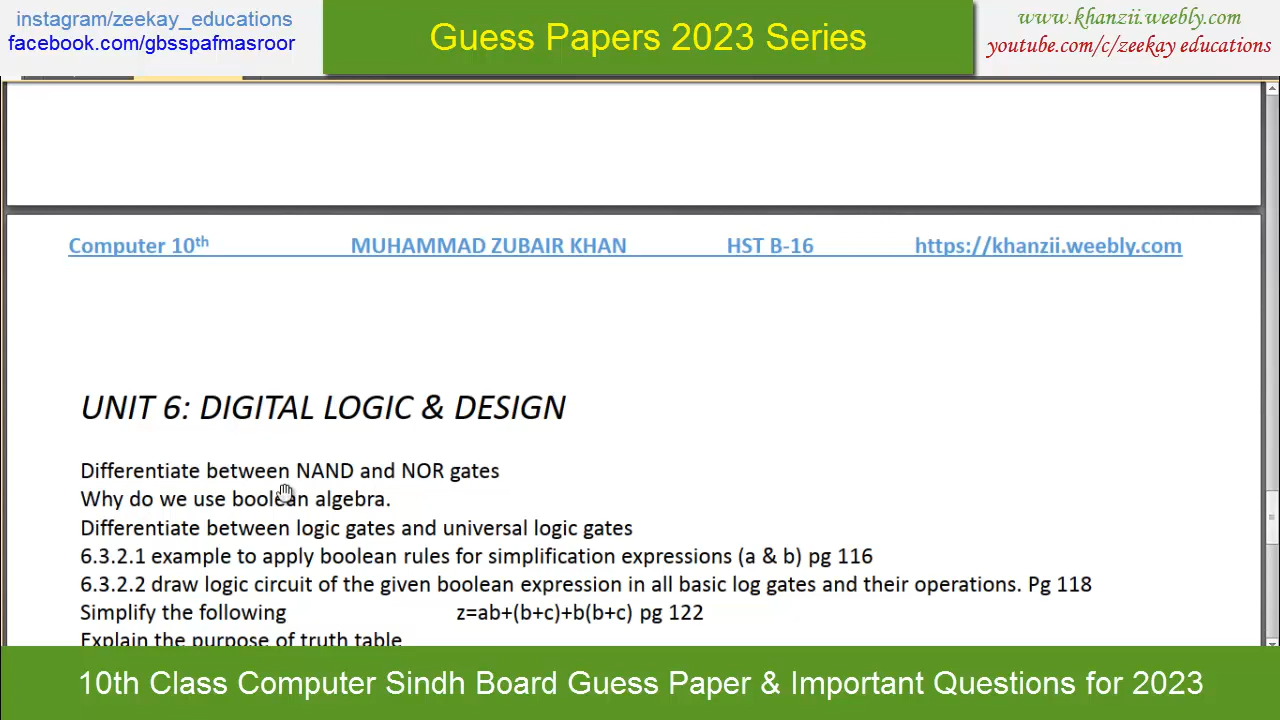 instagram/zeekay_educations
facebook.com/gbsspafmasroor
Guess Papers 2023 Series
www.khanzii.weebly.com
youtube.com/c/zeekay educations
Computer 10th MUHAMMAD ZUBAIR KHAN HST B-16 https://khanzii.weebly.com
UNIT 6: DIGITAL LOGIC & DESIGN
Differentiate between NAND and NOR gates
Why do we use boolean algebra.
Differentiate between logic gates and universal logic gates
6.3.2.1 example to apply boolean rules for simplification expressions (a & b) pg 116
6.3.2.2 draw logic circuit of the given boolean expression in all basic log gates and their operations. Pg 118
Simplify the following z=ab+(b+c)+b(b+c) pg 122
Explain the purpose of truth table
10th Class Computer Sindh Board Guess Paper & Important Questions for 2023